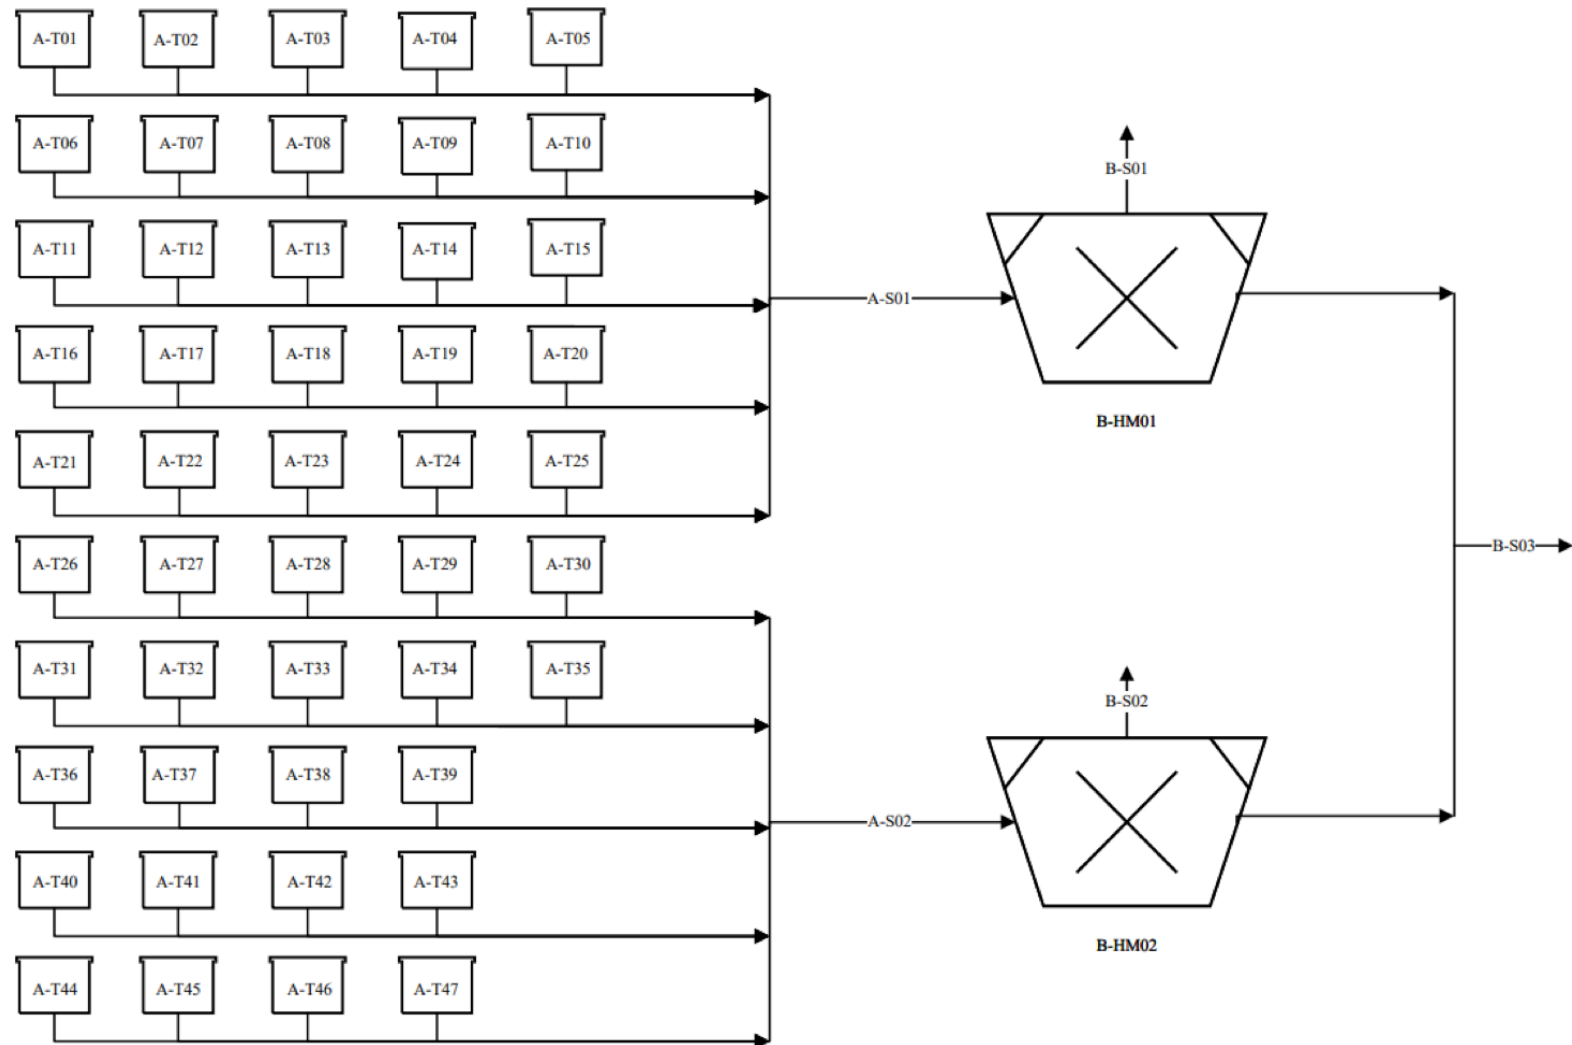 A-T01 A-T02 A-T03 A-T04 A-T05
A-T06 A-T07 A-T08 A-T09 A-T10
B-S01
A-T11 A-T12 A-T13 A-T14 A-T15
A-S01
A-T16 A-T17 A-T18 A-T19 A-T20
B-HM01
A-T21 A-T22 A-T23 A-T24 A-T25
B-S03
A-T26 A-T27 A-T28 A-T29 A-T30
A-T31 A-T32 A-T33 A-T34 A-T35
B-S02
A-T36 A-T37 A-T38 A-T39
A-S02
A-T40 A-T41 A-T42 A-T43
B-HM02
A-T44 A-T45 A-T46 A-T47